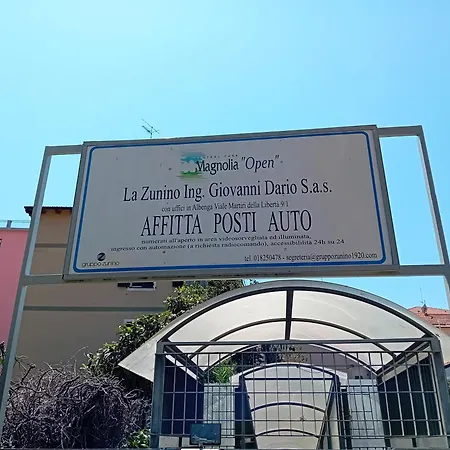 Magnolia "Open"
La Zunino Ing. Giovanni Dario S.a.s.
con uffici in Albenga Viale Martiri della Libertà 9/1
AFFITTA POSTI AUTO
numerati all'aperto in area videosorvegliata ed illuminata,
ingresso con automazione (a richiesta radiocomando), accessibilità 24h su 24
gruppozunino
tel. 018250478 - segreteria@gruppozunino1920.com